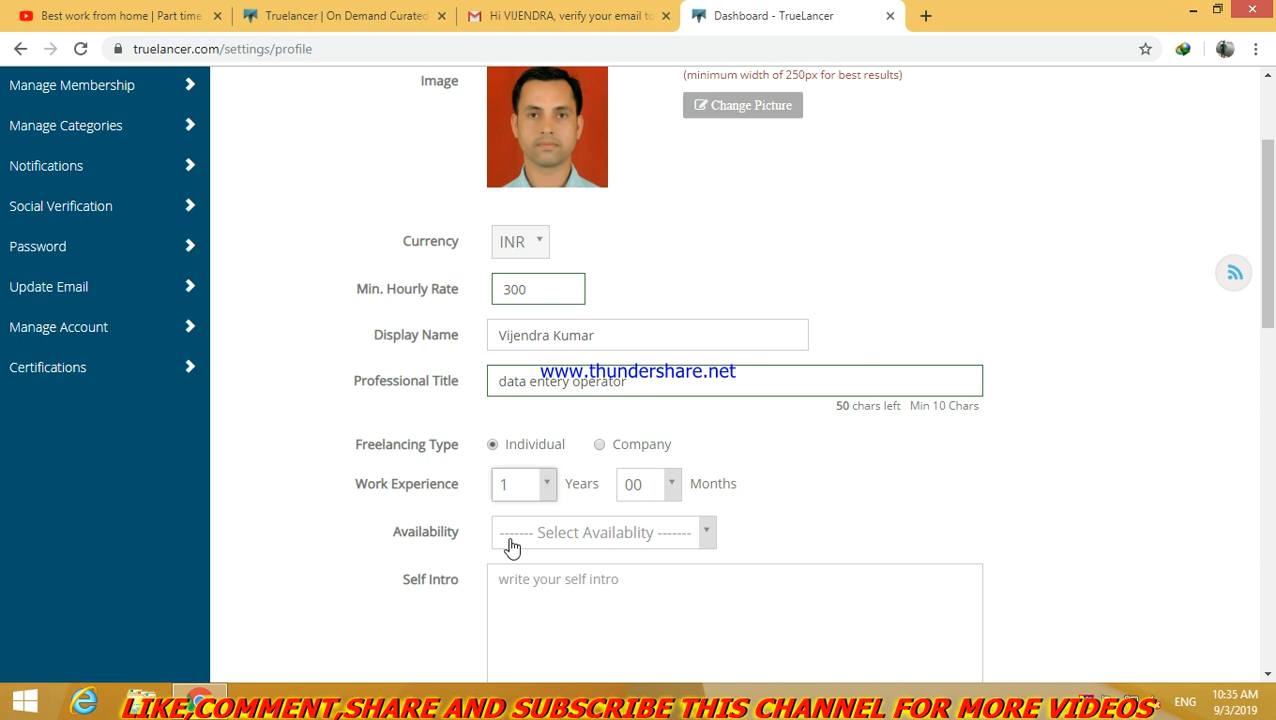 Best work from home | Part time
Truelancer | On Demand Curated
Hi VIJENDRA, verify your email to
Dashboard - TrueLancer
truelancer.com/settings/profile
Manage Membership
Manage Categories
Notifications
Social Verification
Password
Update Email
Manage Account
Certifications
Image
(minimum width of 250px for best results)
Change Picture
Currency
INR
Min. Hourly Rate
300
Display Name
Vijendra Kumar
www.thundershare.net
Professional Title
data entery operator
50 chars left Min 10 Chars
Freelancing Type
Individual
Company
Work Experience
1
Years
00
Months
Availability
------- Select Availablity -------
Self Intro
write your self intro
ENG
10:35 AM
9/3/2019
LIKE,COMMENT,SHARE AND SUBSCRIBE THIS CHANNEL FOR MORE VIDEOS